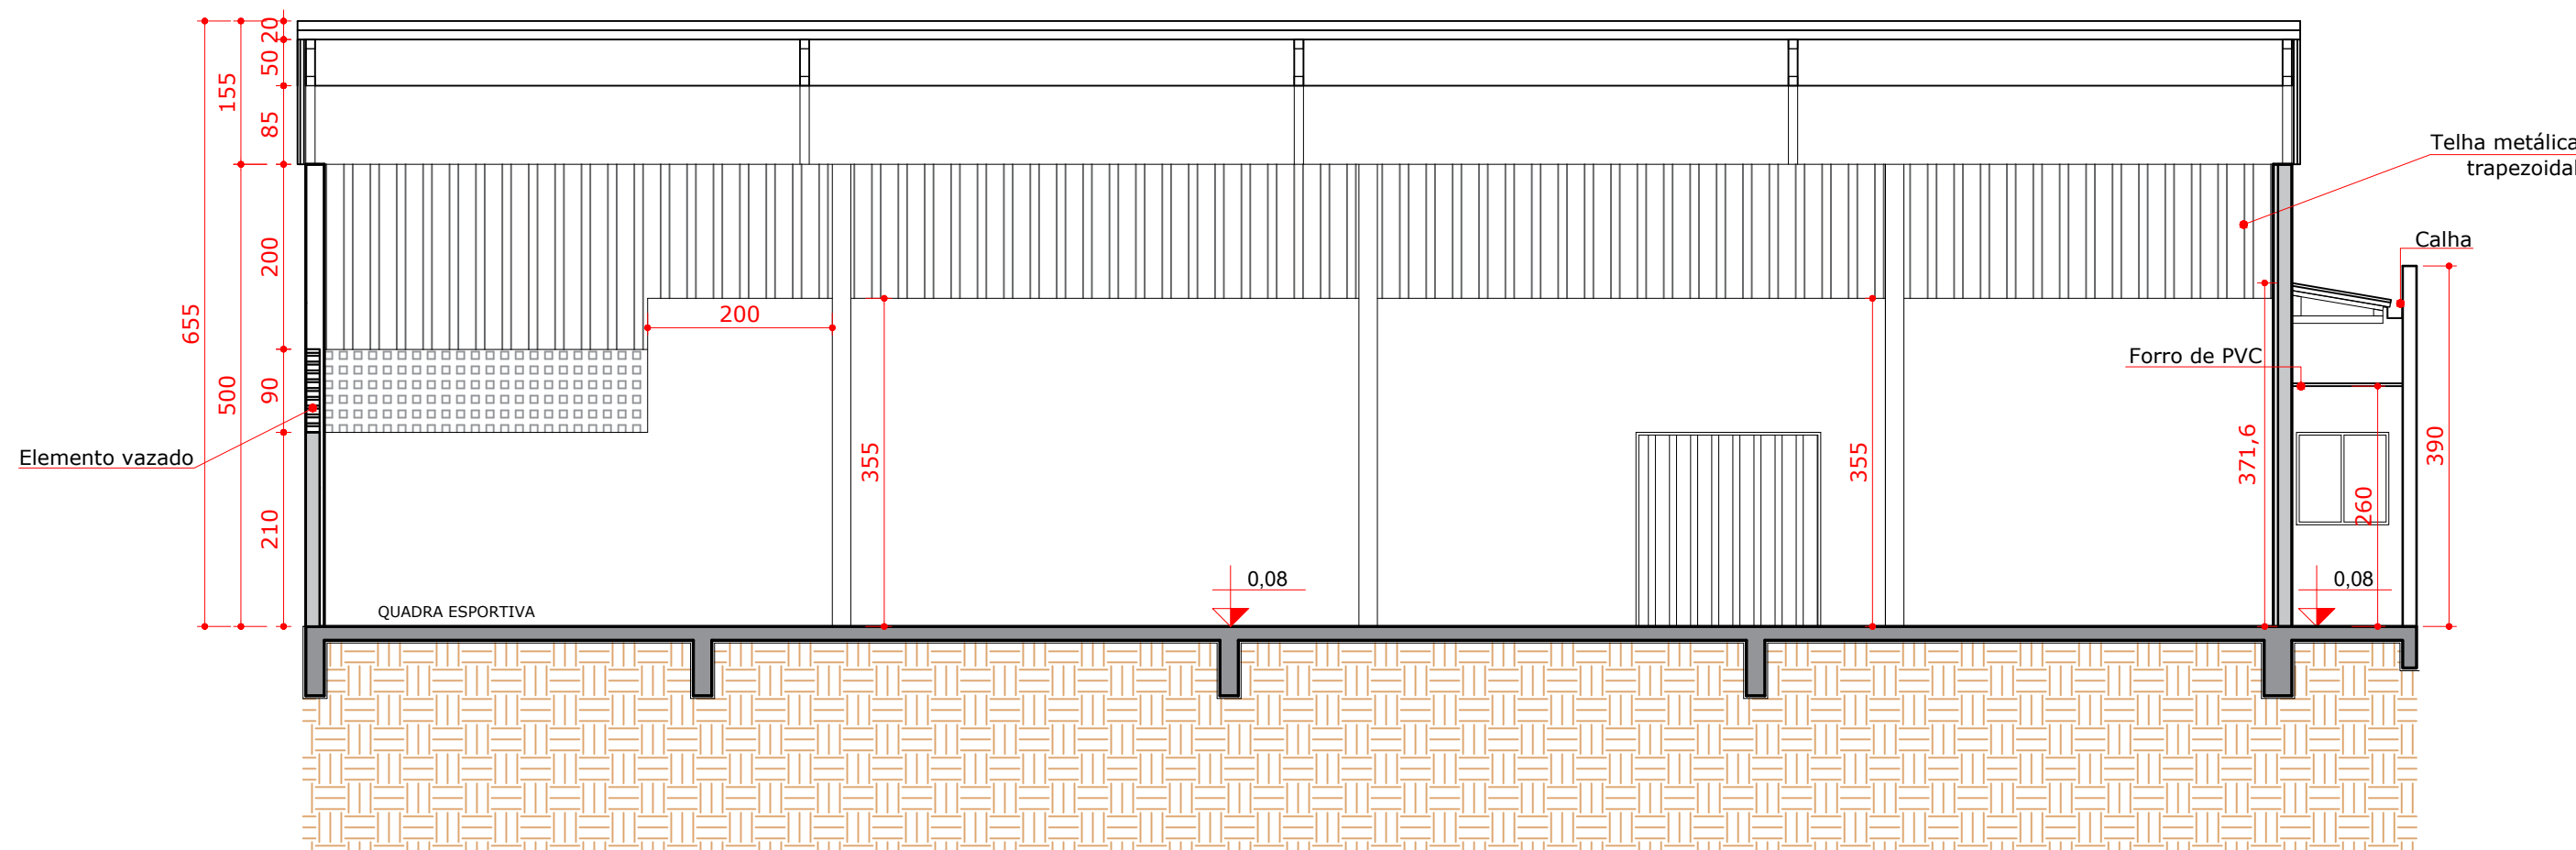 20
50
155
85
Telha metálica
trapezoidal
Calha
200
655
200
Forro de PVC
500
90
Elemento vazado
355
355
371,6
390
260
210
0,08
0,08
QUADRA ESPORTIVA